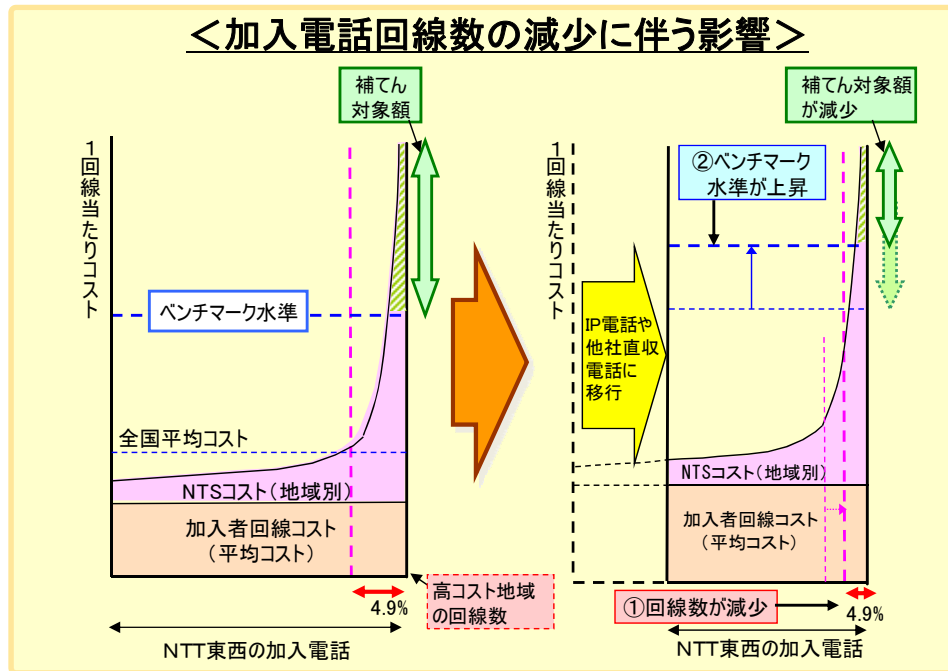 ＜加入電話回線数の減少に伴う影響＞
補てん
対象額
1回線当たりコスト
ベンチマーク水準
全国平均コスト
NTSコスト（地域別）
加入者回線コスト
（平均コスト）
高コスト地域
の回線数
4.9%
NTT東西の加入電話
補てん対象額
が減少
1回線当たりコスト
②ベンチマーク
水準が上昇
IP電話や
他社直収
電話に
移行
NTSコスト（地域別）
加入者回線コスト
（平均コスト）
①回線数が減少
4.9%
NTT東西の加入電話